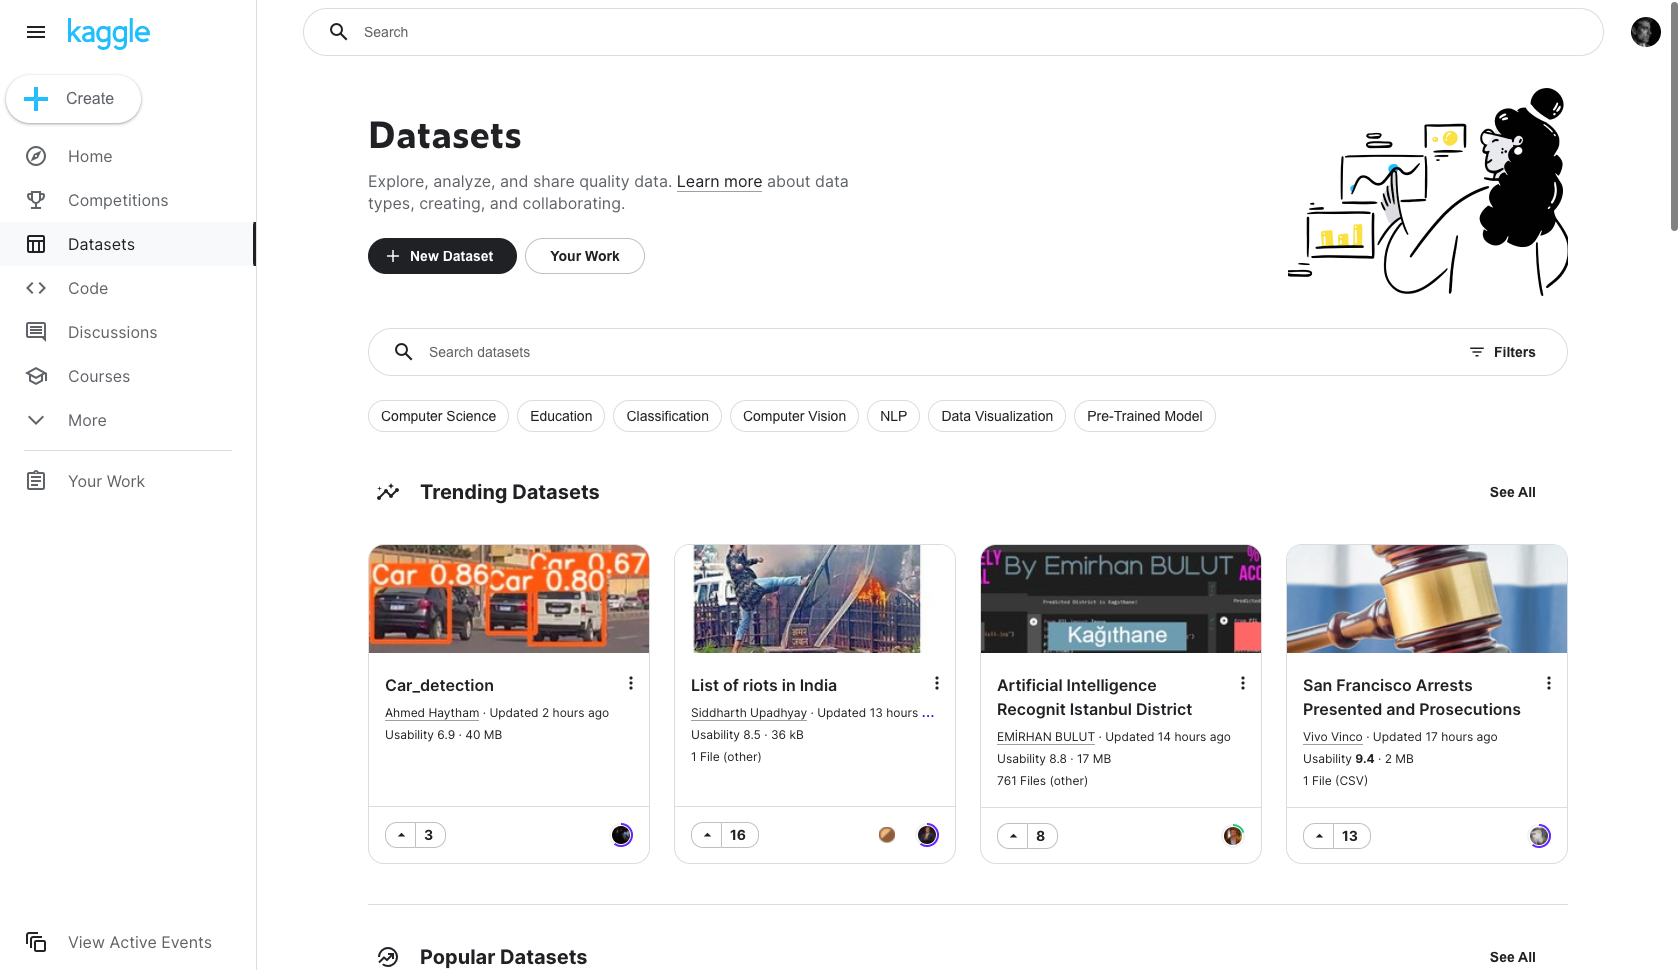 kaggle
Search
Create
Home
Competitions
Datasets
Code
Discussions
Courses
More
Your Work
View Active Events
Datasets
Explore, analyze, and share quality data. Learn more about data
types, creating, and collaborating.
New Dataset
Your Work
Search datasets
Filters
Computer Science
Education
Classification
Computer Vision
NLP
Data Visualization
Pre-Trained Model
Trending Datasets
See All
Car 0.86
Car 0.80
0.67
Car_detection
Ahmed Haytham · Updated 2 hours ago
Usability 6.9 · 40 MB
3
List of riots in India
Siddharth Upadhyay · Updated 13 hours ...
Usability 8.5 · 36 kB
1 File (other)
16
By Emirhan BULUT
Predicted District is Kağıthane!
Kağıthane
Artificial Intelligence
Recognit Istanbul District
EMİRHAN BULUT · Updated 14 hours ago
Usability 8.8 · 17 MB
761 Files (other)
8
San Francisco Arrests
Presented and Prosecutions
Vivo Vinco · Updated 17 hours ago
Usability 9.4 · 2 MB
1 File (CSV)
13
Popular Datasets
See All